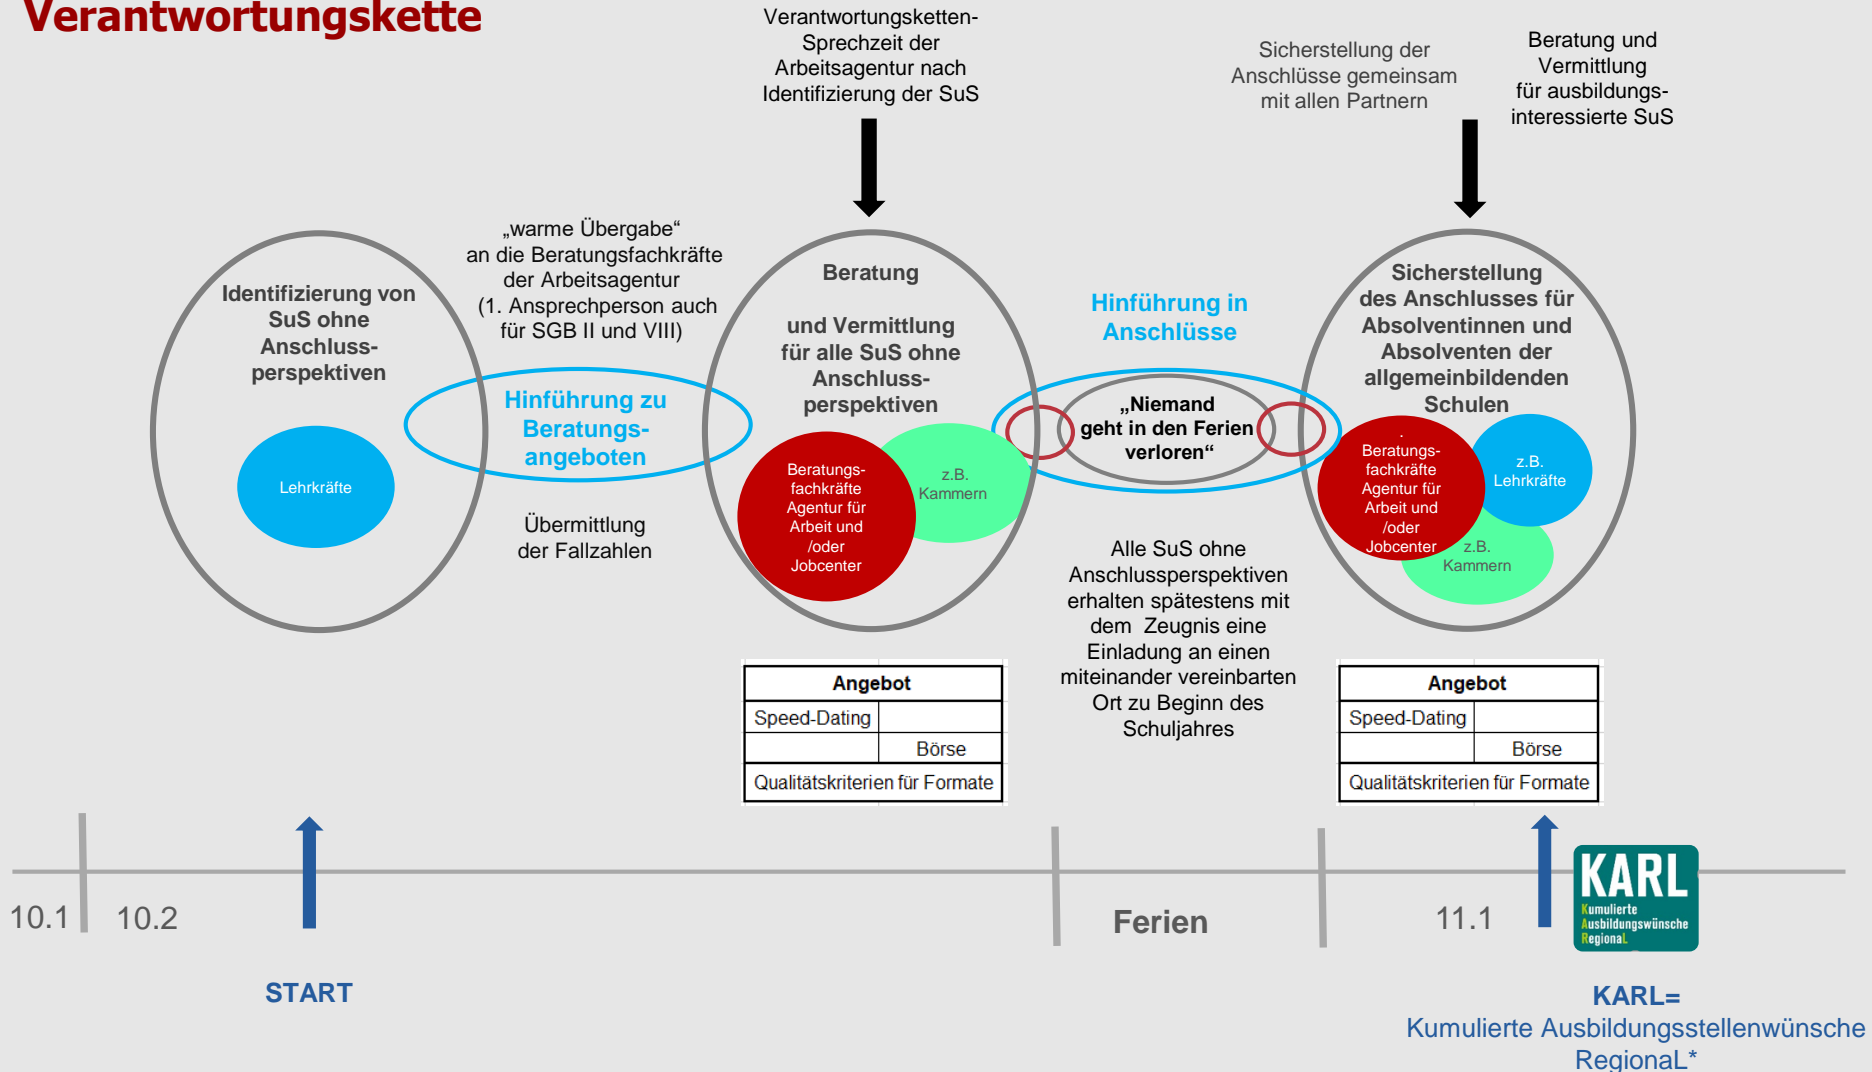 Verantwortungskette
Verantwortungsketten-
Sprechzeit der
Arbeitsagentur nach
Identifizierung der SuS
Sicherstellung der
Anschlüsse gemeinsam
mit allen Partnern
Beratung und
Vermittlung
für ausbildungs-
interessierte SuS
Identifizierung von
SuS ohne
Anschluss-
perspektiven
Lehrkräfte
„warme Übergabe“
an die Beratungsfachkräfte
der Arbeitsagentur
(1. Ansprechperson auch
für SGB II und VIII)
Hinführung zu
Beratungs-
angeboten
Übermittlung
der Fallzahlen
Beratung
und Vermittlung
für alle SuS ohne
Anschluss-
perspektiven
Beratungs-
fachkräfte
Agentur für
Arbeit und
/oder
Jobcenter
z.B.
Kammern
Hinführung in
Anschlüsse
„Niemand
geht in den Ferien
verloren“
Alle SuS ohne
Anschlussperspektiven
erhalten spätestens mit
dem  Zeugnis eine
Einladung an einen
miteinander vereinbarten
Ort zu Beginn des
Schuljahres
Sicherstellung
des Anschlusses für
Absolventinnen und
Absolventen der
allgemeinbildenden
Schulen
.
Beratungs-
fachkräfte
Agentur für
Arbeit und
/oder
Jobcenter
z.B.
Lehrkräfte
z.B.
Kammern
Angebot
Speed-Dating
Börse
Qualitätskriterien für Formate
Angebot
Speed-Dating
Börse
Qualitätskriterien für Formate
10.1
10.2
Ferien
11.1
KARL
Kumulierte
Ausbildungswünsche
RegionaL
START
KARL=
Kumulierte Ausbildungsstellenwünsche
RegionaL*